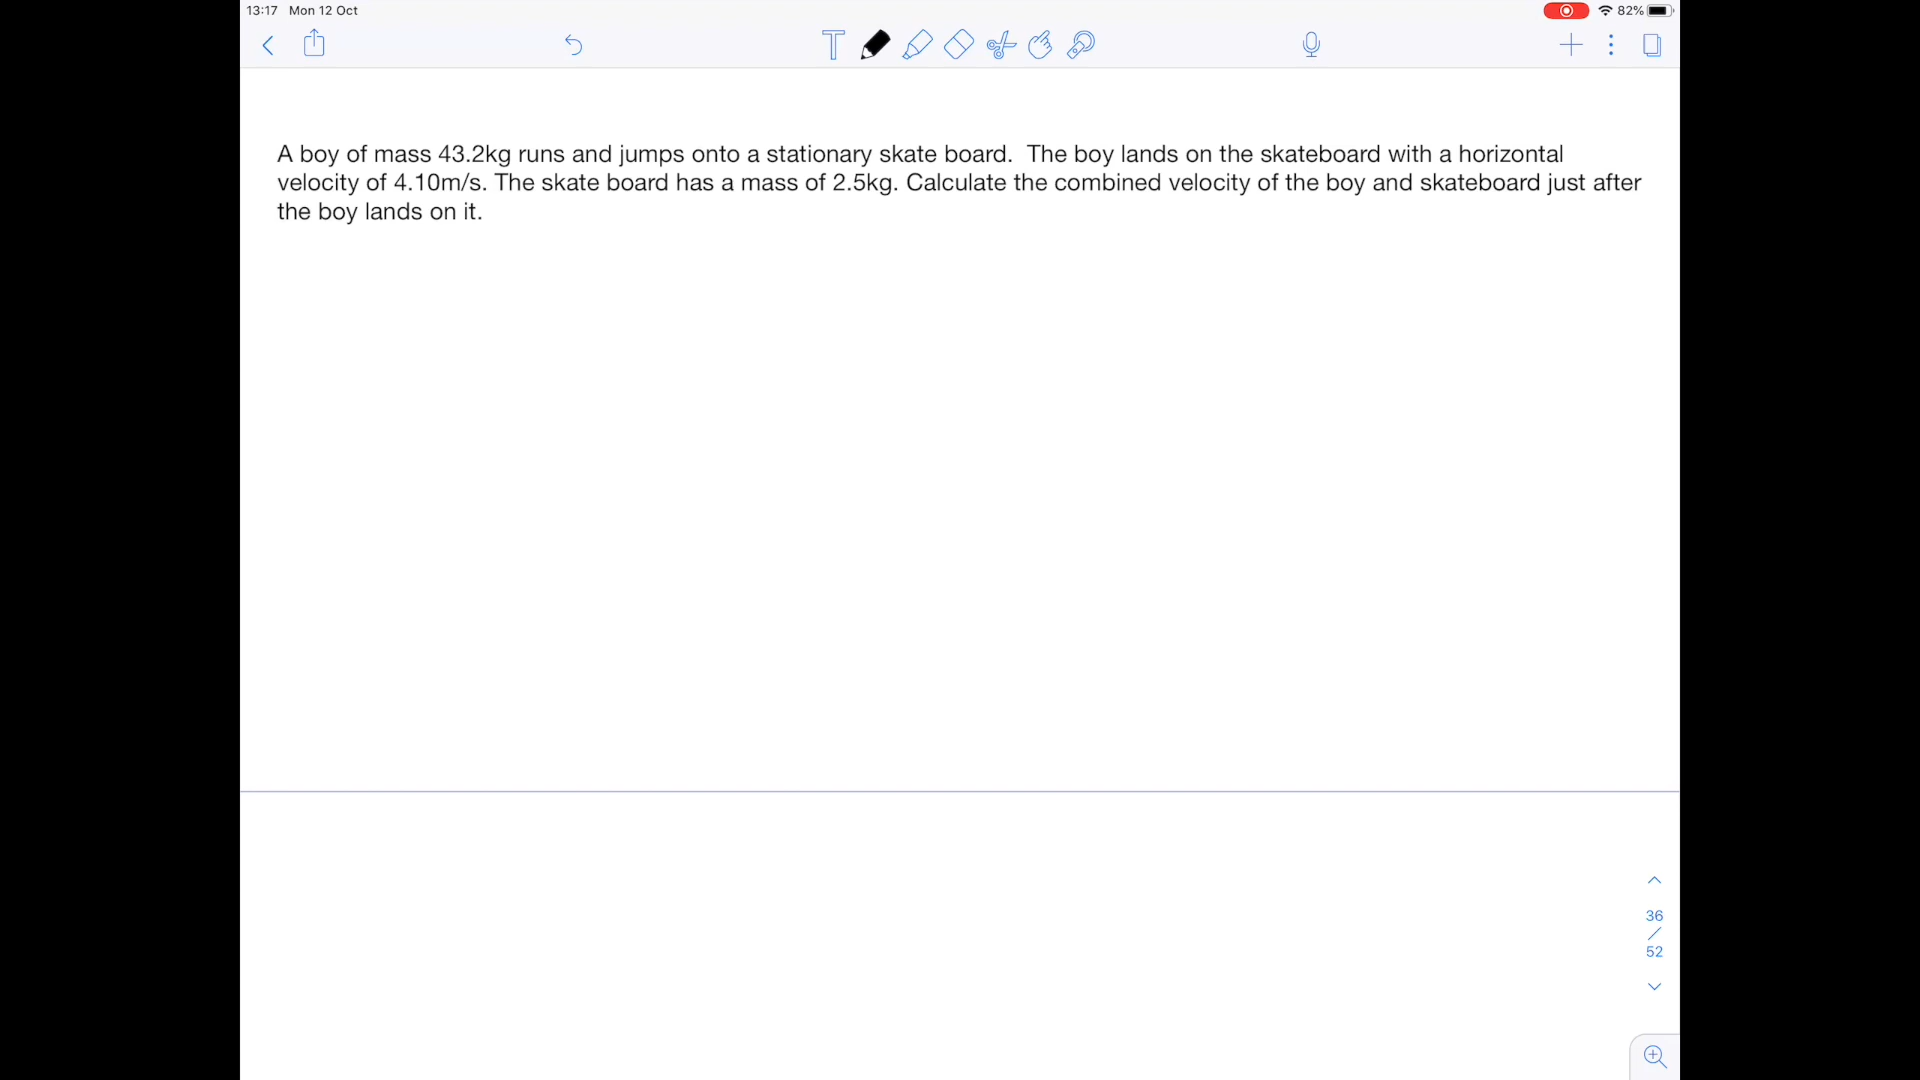 13:17 Mon 12 Oct
82%
T
A boy of mass 43.2kg runs and jumps onto a stationary skate board.  The boy lands on the skateboard with a horizontal
velocity of 4.10m/s. The skate board has a mass of 2.5kg. Calculate the combined velocity of the boy and skateboard just after
the boy lands on it.
36
/
52